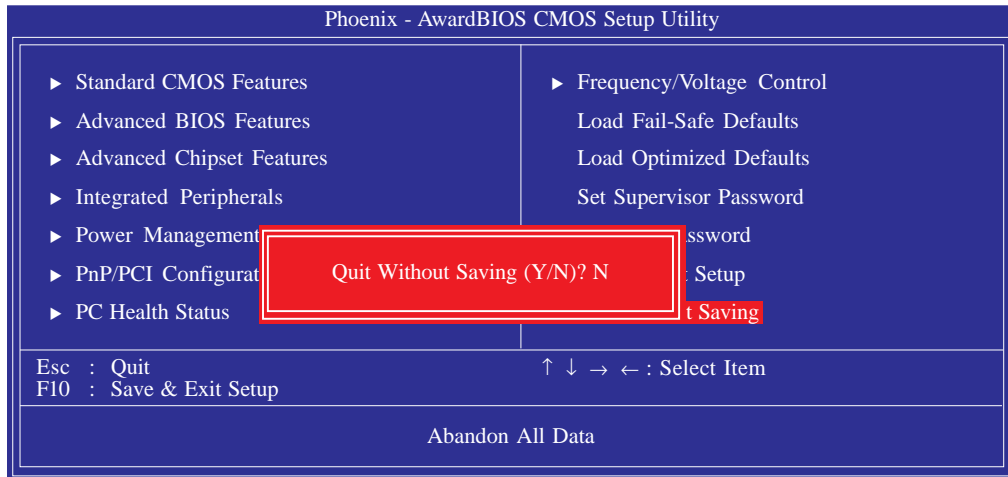 Phoenix - AwardBIOS CMOS Setup Utility
▶ Standard CMOS Features
▶ Advanced BIOS Features
▶ Advanced Chipset Features
▶ Integrated Peripherals
▶ Power Management
▶ PnP/PCI Configurat
▶ PC Health Status
▶ Frequency/Voltage Control
Load Fail-Safe Defaults
Load Optimized Defaults
Set Supervisor Password
ssword
Setup
t Saving
Quit Without Saving (Y/N)? N
Esc : Quit
F10 : Save & Exit Setup
↑ ↓ → ← : Select Item
Abandon All Data